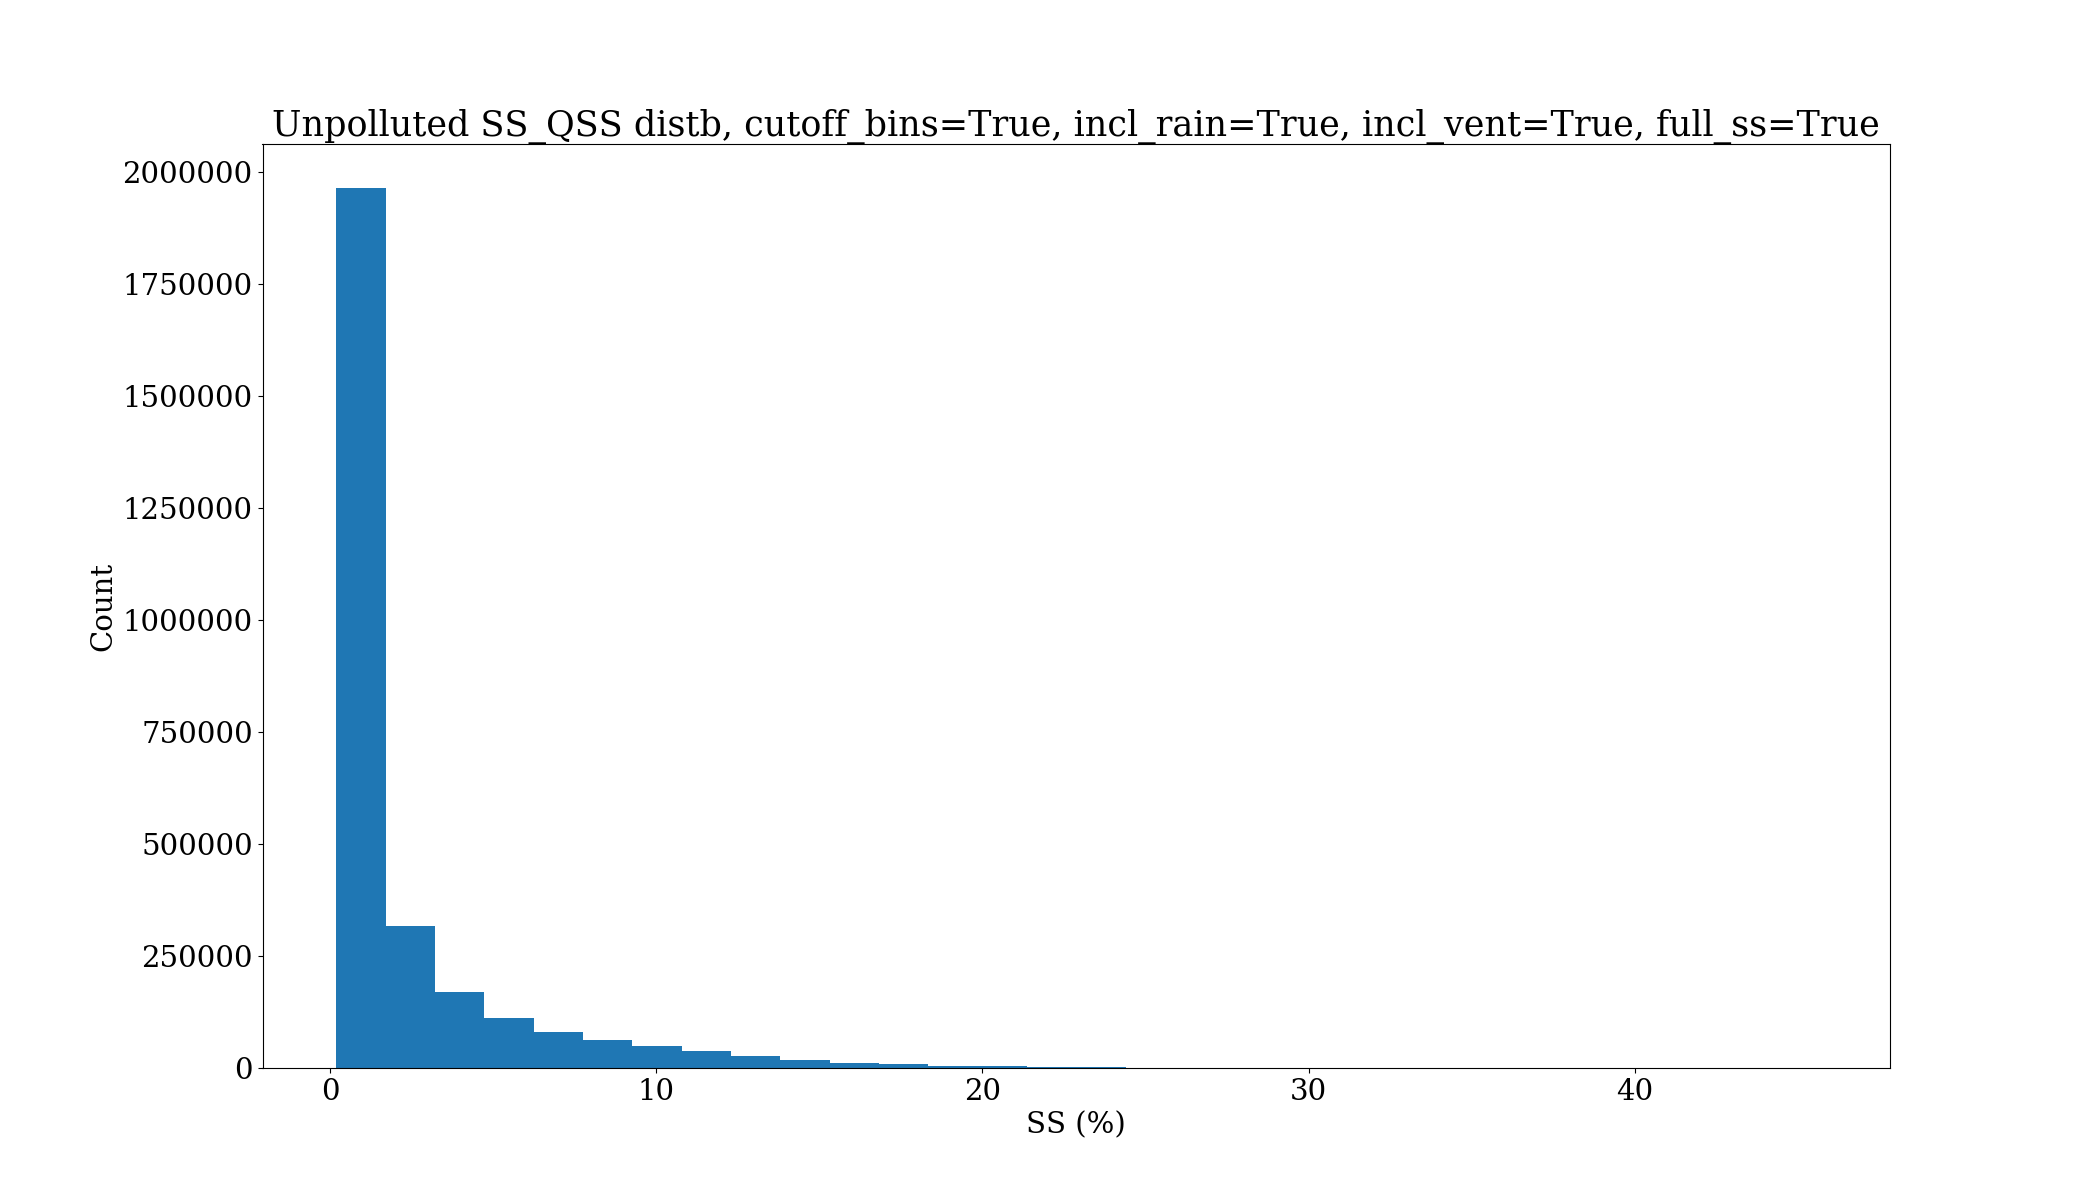 Unpolluted SS_QSS distb, cutoff_bins=True, incl_rain=True, incl_vent=True, full_ss=True
2000000
1750000
1500000
1250000
1000000
750000
500000
250000
0
Count
0 10 20 30 40
SS (%)